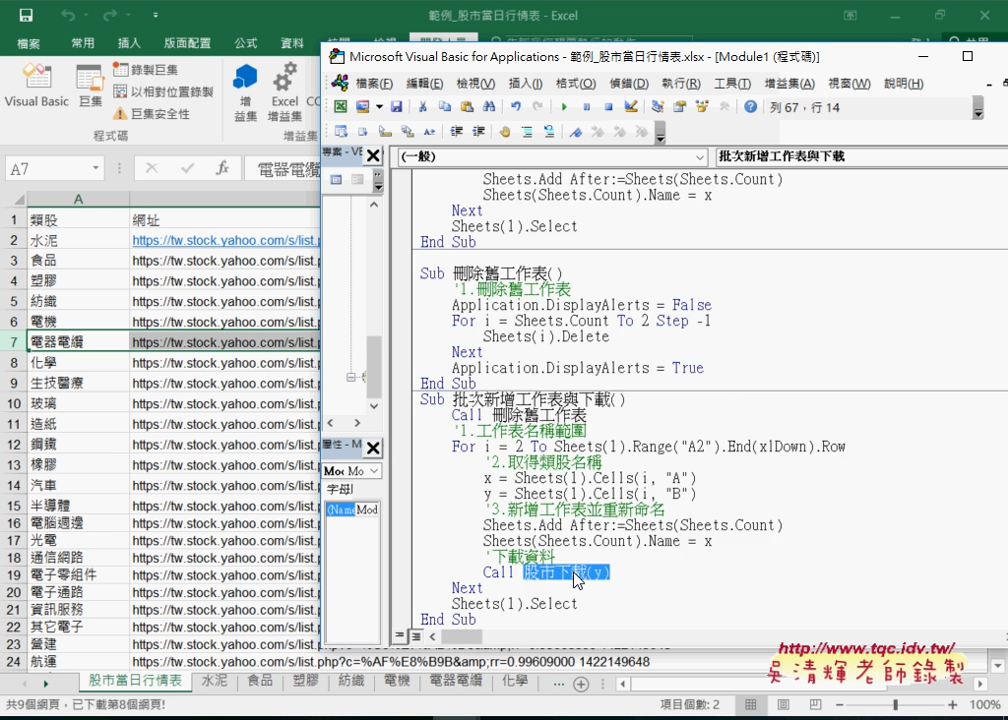 範例_股市當日行情表 - Excel
檔案 常用 插入 版面配置 公式 資料
Visual Basic 巨集 錄製巨集 以相對位置錄製 巨集安全性 增益集 Excel 增益集
程式碼 增益集
A7 fx 電器電纜
A
1 類股 網址
2 水泥 https://tw.stock.yahoo.com/s/list.p
3 食品 https://tw.stock.yahoo.com/s/list.p
4 塑膠 https://tw.stock.yahoo.com/s/list.p
5 紡織 https://tw.stock.yahoo.com/s/list.p
6 電機 https://tw.stock.yahoo.com/s/list.p
7 電器電纜 https://tw.stock.yahoo.com/s/list.p
8 化學 https://tw.stock.yahoo.com/s/list.p
9 生技醫療 https://tw.stock.yahoo.com/s/list.p
10 玻璃 https://tw.stock.yahoo.com/s/list.p
11 造紙 https://tw.stock.yahoo.com/s/list.p
12 鋼鐵 https://tw.stock.yahoo.com/s/list.p
13 橡膠 https://tw.stock.yahoo.com/s/list.p
14 汽車 https://tw.stock.yahoo.com/s/list.p
15 半導體 https://tw.stock.yahoo.com/s/list.p
16 電腦週邊 https://tw.stock.yahoo.com/s/list.p
17 光電 https://tw.stock.yahoo.com/s/list.p
18 通信網路 https://tw.stock.yahoo.com/s/list.p
19 電子零組件 https://tw.stock.yahoo.com/s/list.p
20 電子通路 https://tw.stock.yahoo.com/s/list.p
21 資訊服務 https://tw.stock.yahoo.com/s/list.p
22 其它電子 https://tw.stock.yahoo.com/s/list.p
23 營建 https://tw.stock.yahoo.com/s/list.p
24 航運 https://tw.stock.yahoo.com/s/list.php?c=%AF%E8%B9B&amp;rr=0.99609000 1422149648
股市當日行情表 水泥 食品 塑膠 紡織 電機 電器電纜 化學 ...
共9個網頁，已下載第8個網頁! 項目個數: 2 100%
Microsoft Visual Basic for Applications - 範例_股市當日行情表.xlsx - [Module1 (程式碼)]
檔案(F) 編輯(E) 檢視(V) 插入(I) 格式(O) 偵錯(D) 執行(R) 工具(T) 增益集(A) 視窗(W) 說明(H)
列 67，行 14
專案 - VE
(一般) 批次新增工作表與下載
屬性 - M
Mo Mo
字母
(Nam Mod
Sheets.Add After:=Sheets(Sheets.Count)
Sheets(Sheets.Count).Name = x
Next
Sheets(1).Select
End Sub
Sub 刪除舊工作表()
'1.刪除舊工作表
Application.DisplayAlerts = False
For i = Sheets.Count To 2 Step -1
Sheets(i).Delete
Next
Application.DisplayAlerts = True
End Sub
Sub 批次新增工作表與下載()
Call 刪除舊工作表
'1.工作表名稱範圍
For i = 2 To Sheets(1).Range("A2").End(xlDown).Row
'2.取得類股名稱
x = Sheets(1).Cells(i, "A")
y = Sheets(1).Cells(i, "B")
'3.新增工作表並重新命名
Sheets.Add After:=Sheets(Sheets.Count)
Sheets(Sheets.Count).Name = x
'下載資料
Call 股市下載(y)
Next
Sheets(1).Select
End Sub
http://www.tqc.idv.tw/
吳清輝老師錄製